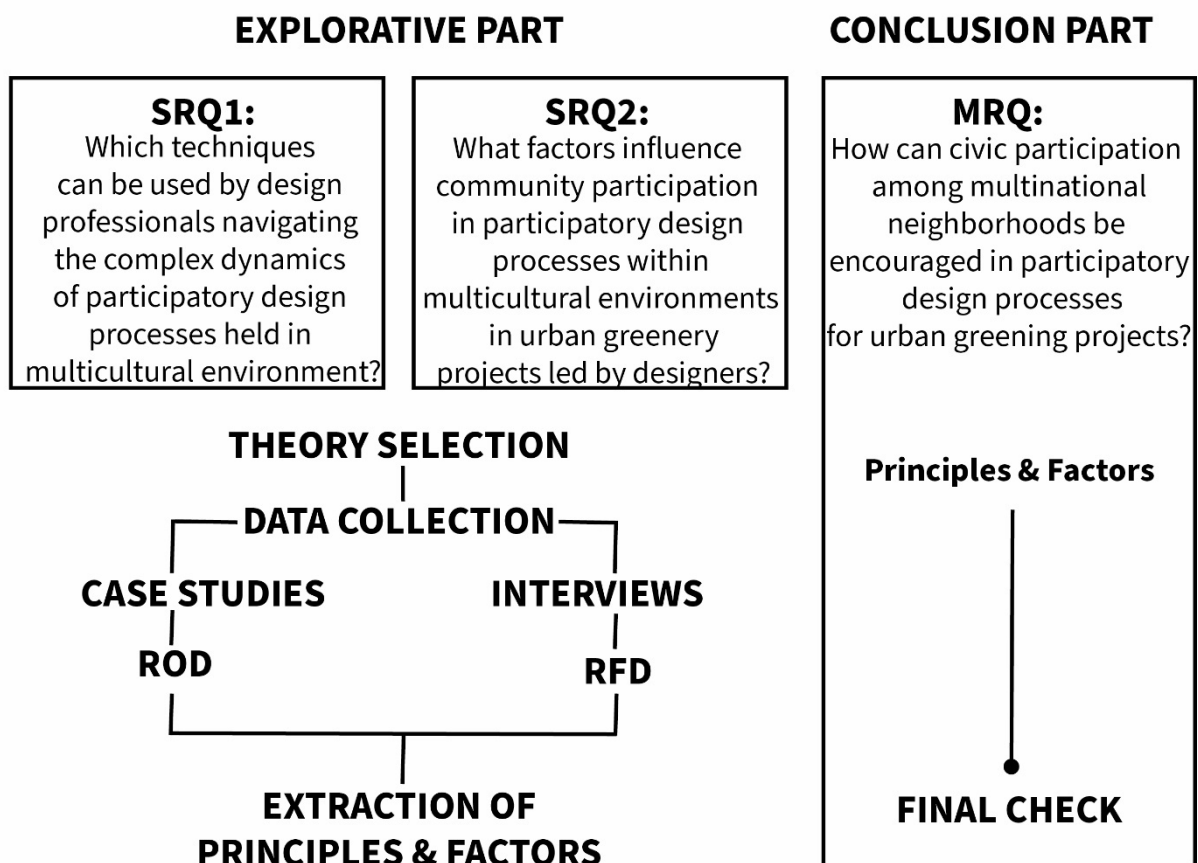 EXPLORATIVE PART
SRQ1:
Which techniques
can be used by design
professionals navigating
the complex dynamics
of participatory design
processes held in
multicultural environment?
SRQ2:
What factors influence
community participation
in participatory design
processes within
multicultural environments
in urban greenery
projects led by designers?
THEORY SELECTION
DATA COLLECTION
CASE STUDIES
INTERVIEWS
ROD
RFD
EXTRACTION OF
PRINCIPLES & FACTORS
CONCLUSION PART
MRQ:
How can civic participation
among multinational
neighborhoods be
encouraged in participatory
design processes
for urban greening projects?
Principles & Factors
FINAL CHECK